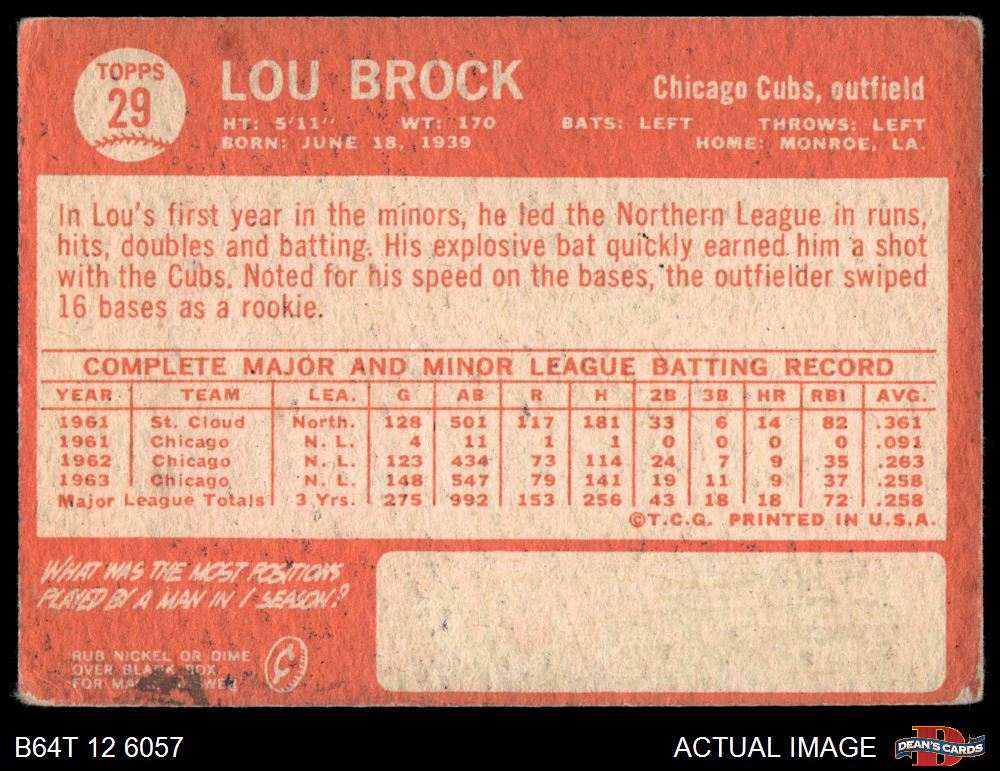 TOPPS
29
LOU BROCK
Chicago Cubs, outfield
HT: 5'11" WT: 170 BATS: LEFT THROWS: LEFT
BORN: JUNE 18, 1939 HOME: MONROE, LA.
In Lou's first year in the minors, he led the Northern League in runs,
hits, doubles and batting. His explosive bat quickly earned him a shot
with the Cubs. Noted for his speed on the bases, the outfielder swiped
16 bases as a rookie.
COMPLETE MAJOR AND MINOR LEAGUE BATTING RECORD
YEAR TEAM LEA. G AB R H 2B 3B HR RBI AVG.
1961 St. Cloud North. 128 501 117 181 33 6 14 82 .361
1961 Chicago N. L. 4 11 1 1 0 0 0 0 .091
1962 Chicago N. L. 123 434 73 114 24 7 9 35 .263
1963 Chicago N. L. 148 547 79 141 19 11 9 37 .258
Major League Totals 3 Yrs. 275 992 153 256 43 18 18 72 .258
©T.C.G. PRINTED IN U.S.A.
WHAT WAS THE MOST POSITIONS
PLAYED BY A MAN IN 1 SEASON?
RUB NICKEL OR DIME
OVER BLANK BOX
FOR
B64T 12 6057
ACTUAL IMAGE
DEAN'S CARDS